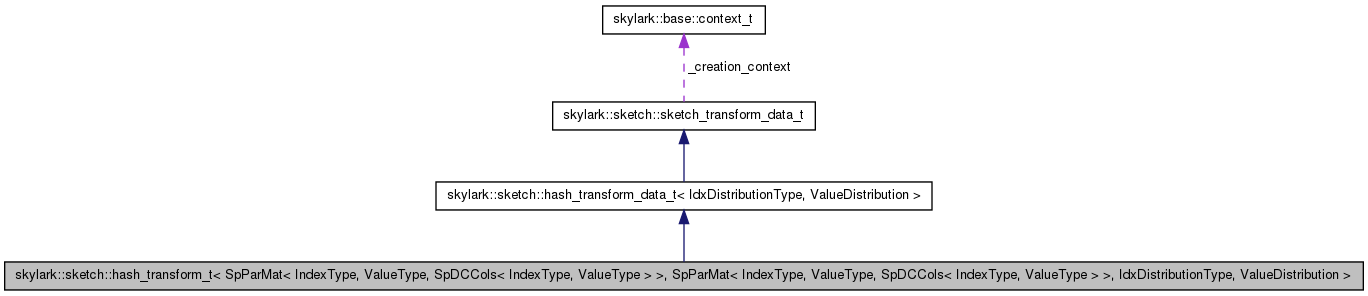 skylark::base::context_t
_creation_context
skylark::sketch::sketch_transform_data_t
skylark::sketch::hash_transform_data_t< IdxDistributionType, ValueDistribution >
skylark::sketch::hash_transform_t< SpParMat< IndexType, ValueType, SpDCCols< IndexType, ValueType > >, SpParMat< IndexType, ValueType, SpDCCols< IndexType, ValueType > >, IdxDistributionType, ValueDistribution >